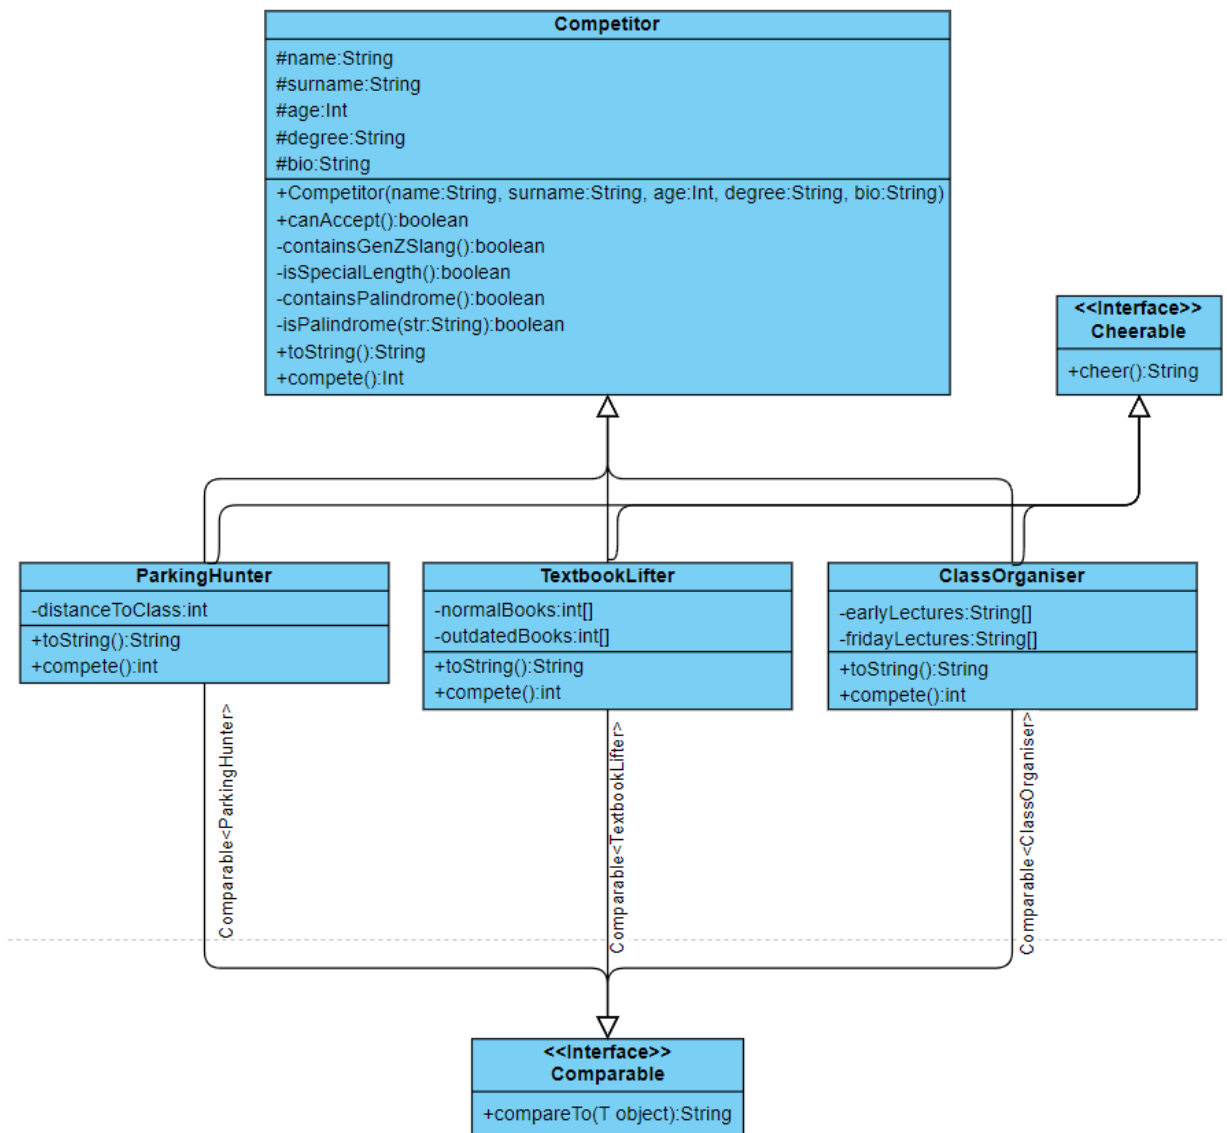 Competitor
#name:String
#surname:String
#age:Int
#degree:String
#bio:String
+Competitor(name:String, surname:String, age:Int, degree:String, bio:String)
+canAccept():boolean
-containsGenZSlang():boolean
-isSpecialLength():boolean
-containsPalindrome():boolean
-isPalindrome(str:String):boolean
+toString():String
+compete():Int
<<Interface>>
Cheerable
+cheer():String
ParkingHunter
-distanceToClass:int
+toString():String
+compete():int
TextbookLifter
-normalBooks:int[]
-outdatedBooks:int[]
+toString():String
+compete():int
ClassOrganiser
-earlyLectures:String[]
-fridayLectures:String[]
+toString():String
+compete():int
Comparable<ParkingHunter>
Comparable<TextbookLifter>
Comparable<ClassOrganiser>
<<Interface>>
Comparable
+compareTo(T object):String